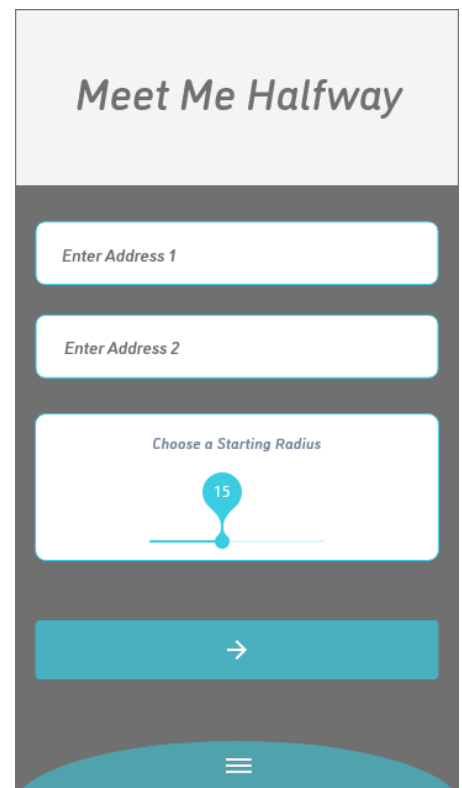 Meet Me Halfway
Enter Address 1
Enter Address 2
Choose a Starting Radius
15